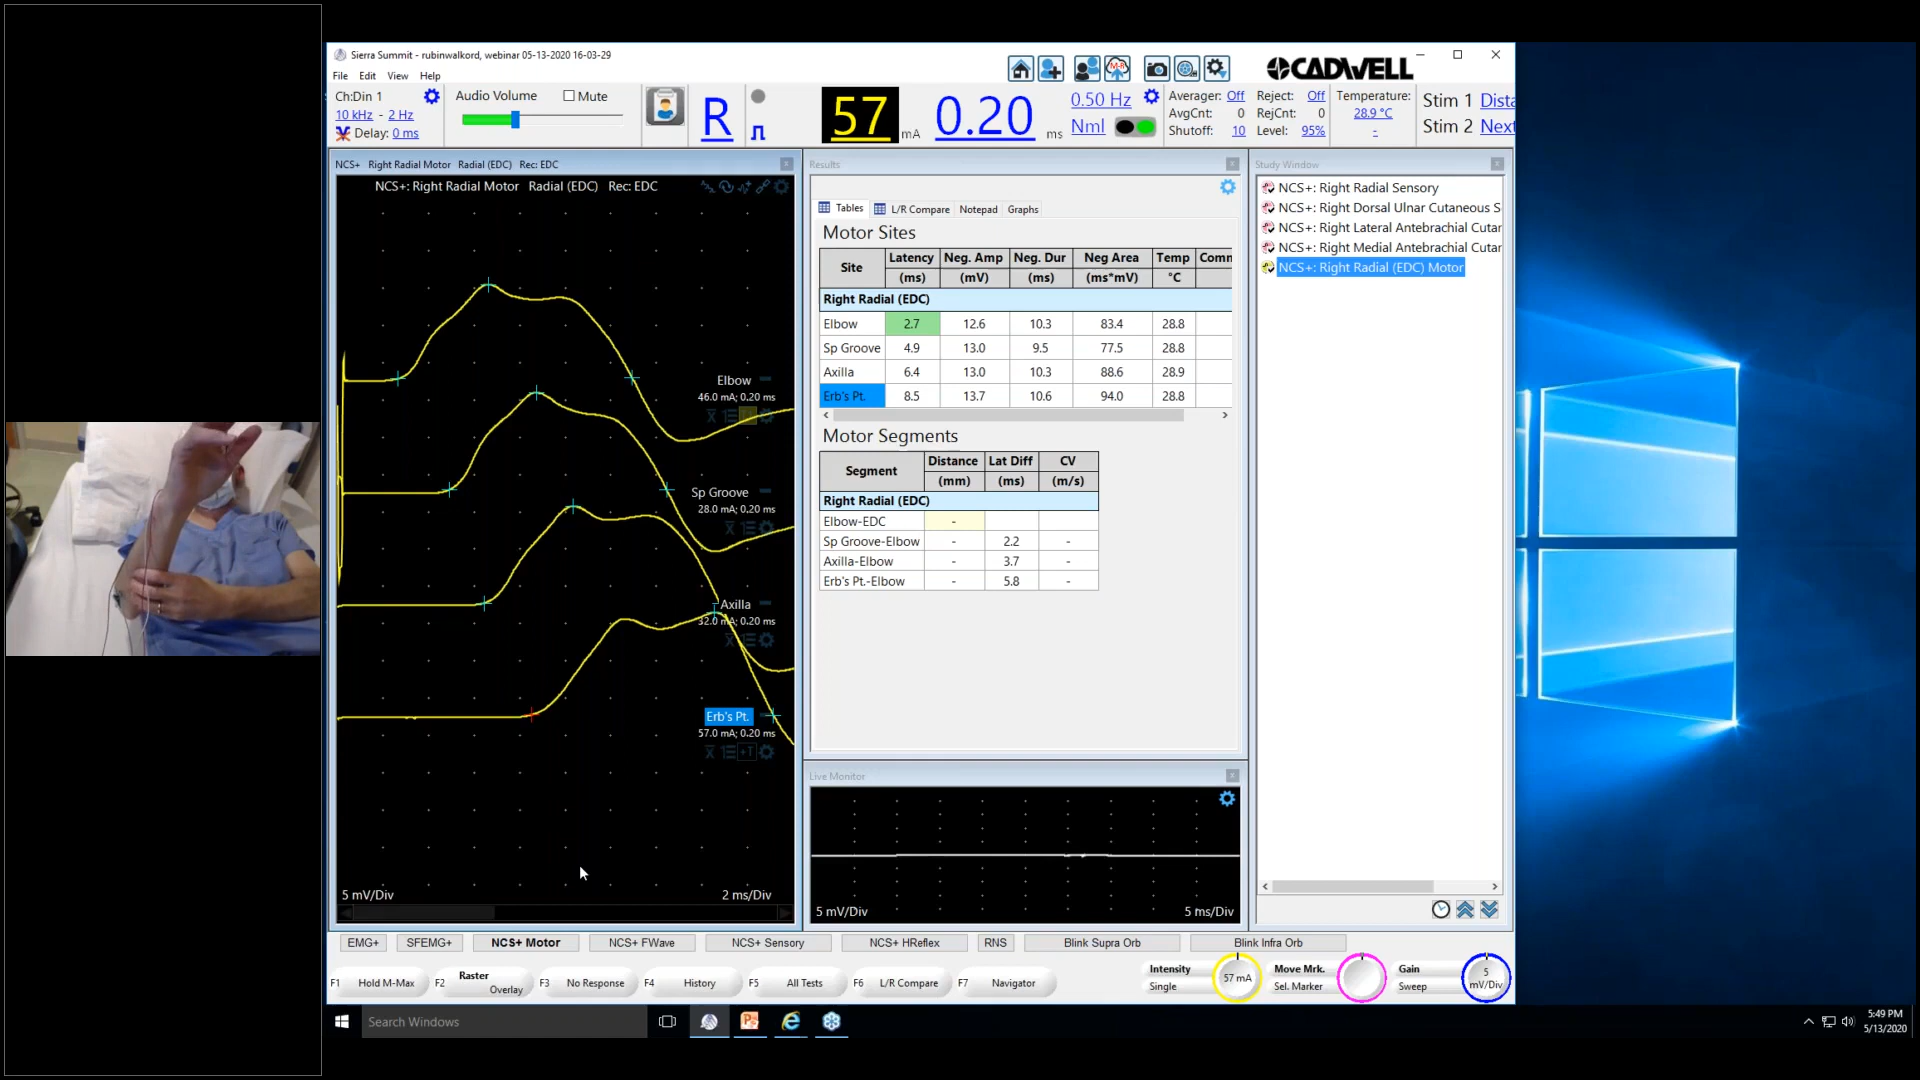 Sierra Summit - rubinwalkord, webinar 05-13-2020 16-03-29
File Edit View Help
CADWELL
Ch:Din 1
10 kHz - 2 Hz
Delay: 0 ms
Audio Volume
Mute
R
57 mA
0.20 ms
0.50 Hz
Nml
Averager: Off
AvgCnt: 0
Shutoff: 10
Reject: Off
RejCnt: 0
Level: 95%
Temperature:
28.9 °C
-
Stim 1 Dista
Stim 2 Next
NCS+ Right Radial Motor Radial (EDC) Rec: EDC
NCS+: Right Radial Motor Radial (EDC) Rec: EDC
Elbow
46.0 mA; 0.20 ms
Sp Groove
28.0 mA; 0.20 ms
Axilla
32.0 mA; 0.20 ms
Erb's Pt.
57.0 mA; 0.20 ms
5 mV/Div
2 ms/Div
Results
Tables L/R Compare Notepad Graphs
Motor Sites
Site Latency Neg. Amp Neg. Dur Neg Area Temp Comn
(ms) (mV) (ms) (ms*mV) °C
Right Radial (EDC)
Elbow 2.7 12.6 10.3 83.4 28.8
Sp Groove 4.9 13.0 9.5 77.5 28.8
Axilla 6.4 13.0 10.3 88.6 28.9
Erb's Pt. 8.5 13.7 10.6 94.0 28.8
Motor Segments
Segment Distance Lat Diff CV
(mm) (ms) (m/s)
Right Radial (EDC)
Elbow-EDC -
Sp Groove-Elbow - 2.2 -
Axilla-Elbow - 3.7 -
Erb's Pt.-Elbow - 5.8 -
Live Monitor
5 mV/Div
5 ms/Div
Study Window
NCS+: Right Radial Sensory
NCS+: Right Dorsal Ulnar Cutaneous S
NCS+: Right Lateral Antebrachial Cutar
NCS+: Right Medial Antebrachial Cutar
NCS+: Right Radial (EDC) Motor
EMG+ SFEMG+ NCS+ Motor NCS+ FWave NCS+ Sensory NCS+ HReflex RNS Blink Supra Orb Blink Infra Orb
F1 Hold M-Max
F2 Raster Overlay
F3 No Response
F4 History
F5 All Tests
F6 L/R Compare
F7 Navigator
Intensity
Single
57 mA
Move Mrk.
Sel. Marker
Gain
Sweep
5
mV/Div
Search Windows
5:49 PM
5/13/2020